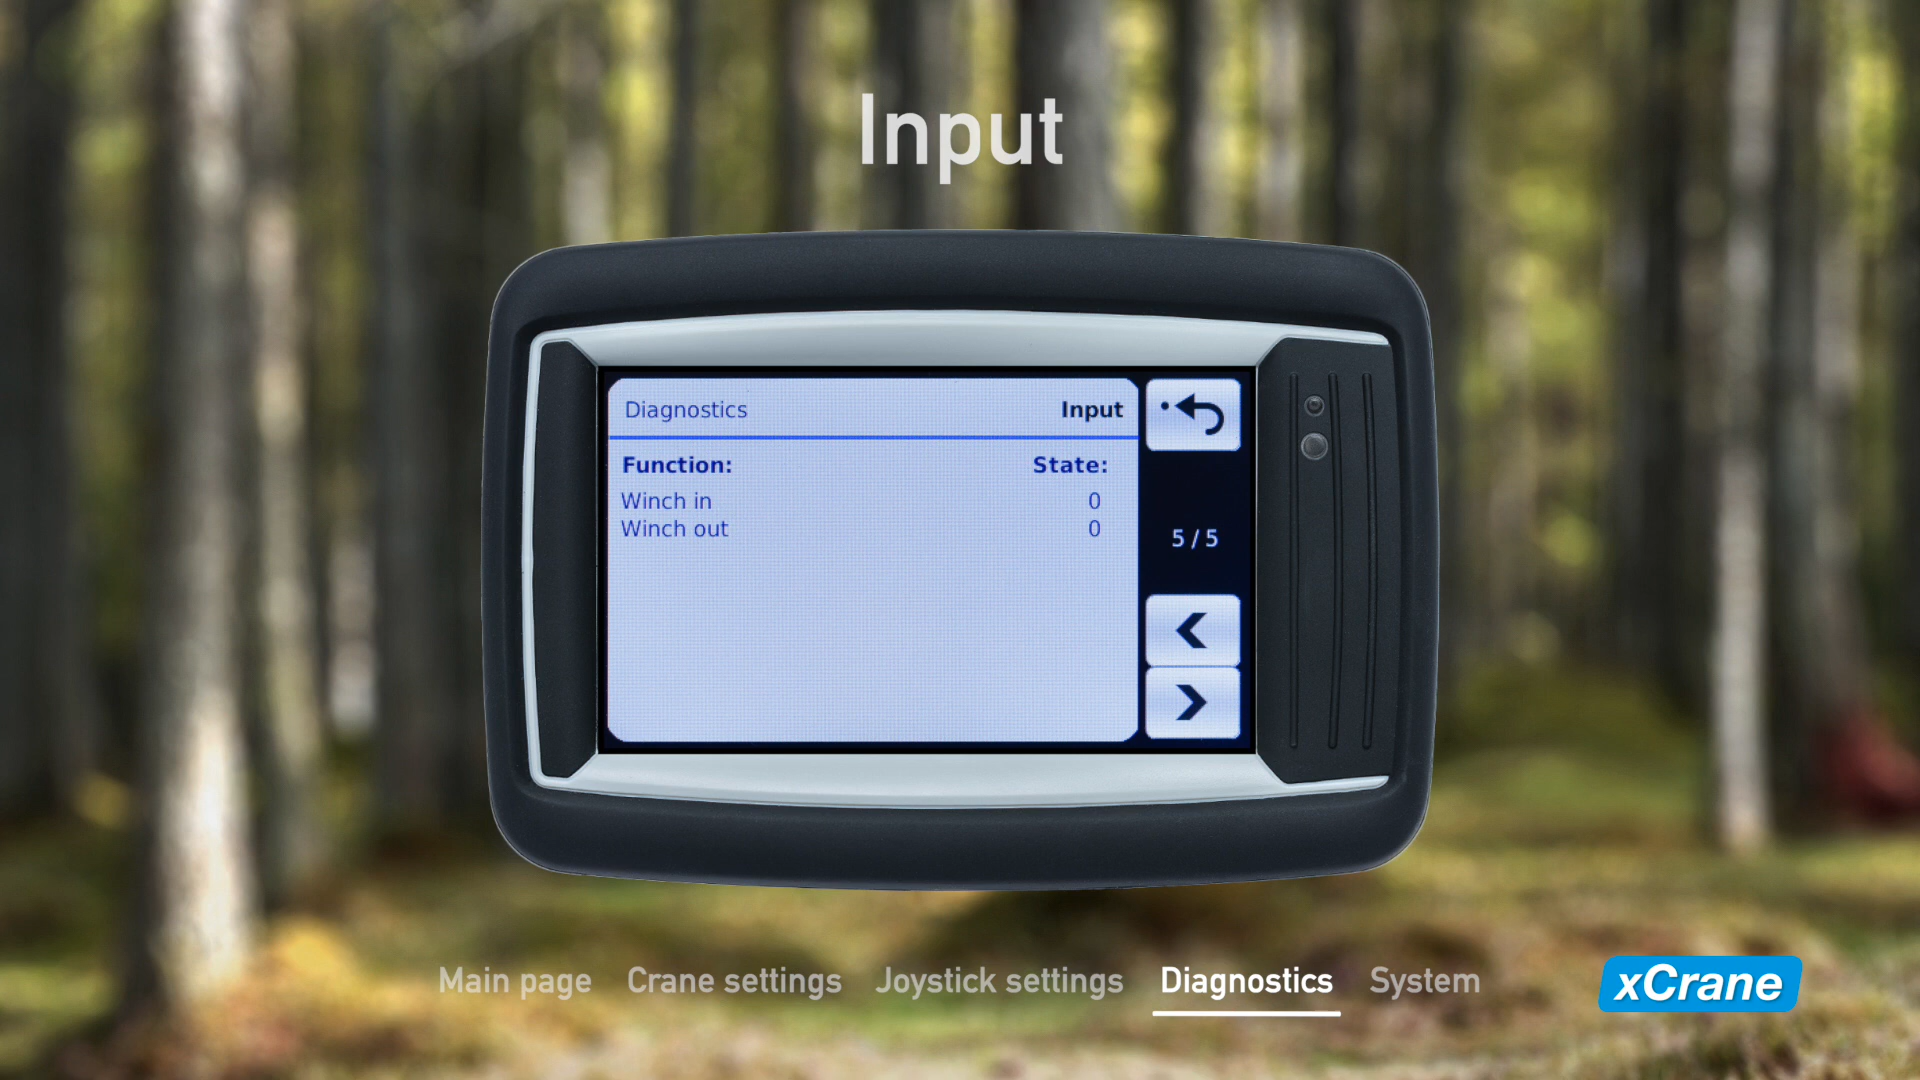 Input
Diagnostics Input
Function: State:
Winch in 0
Winch out 0
5 / 5
Main page Crane settings Joystick settings Diagnostics System
xCrane